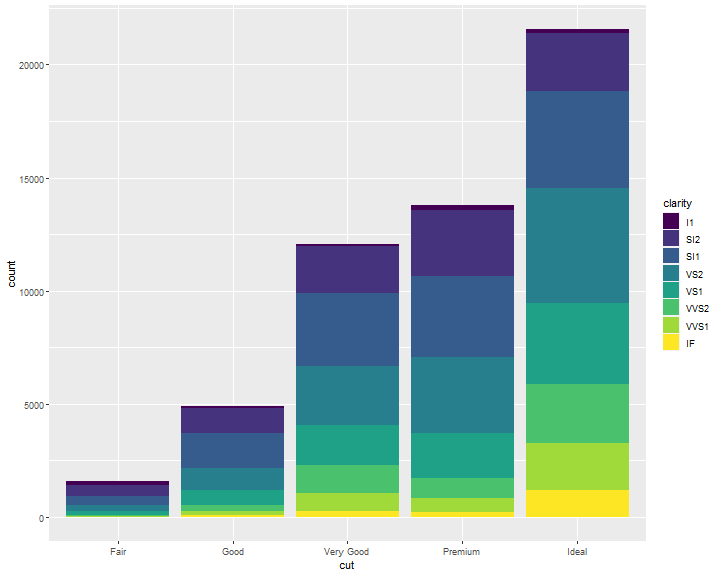 20000
15000
10000
5000
0
count
Fair Good Very Good Premium Ideal
cut
clarity
I1
SI2
SI1
VS2
VS1
VVS2
VVS1
IF